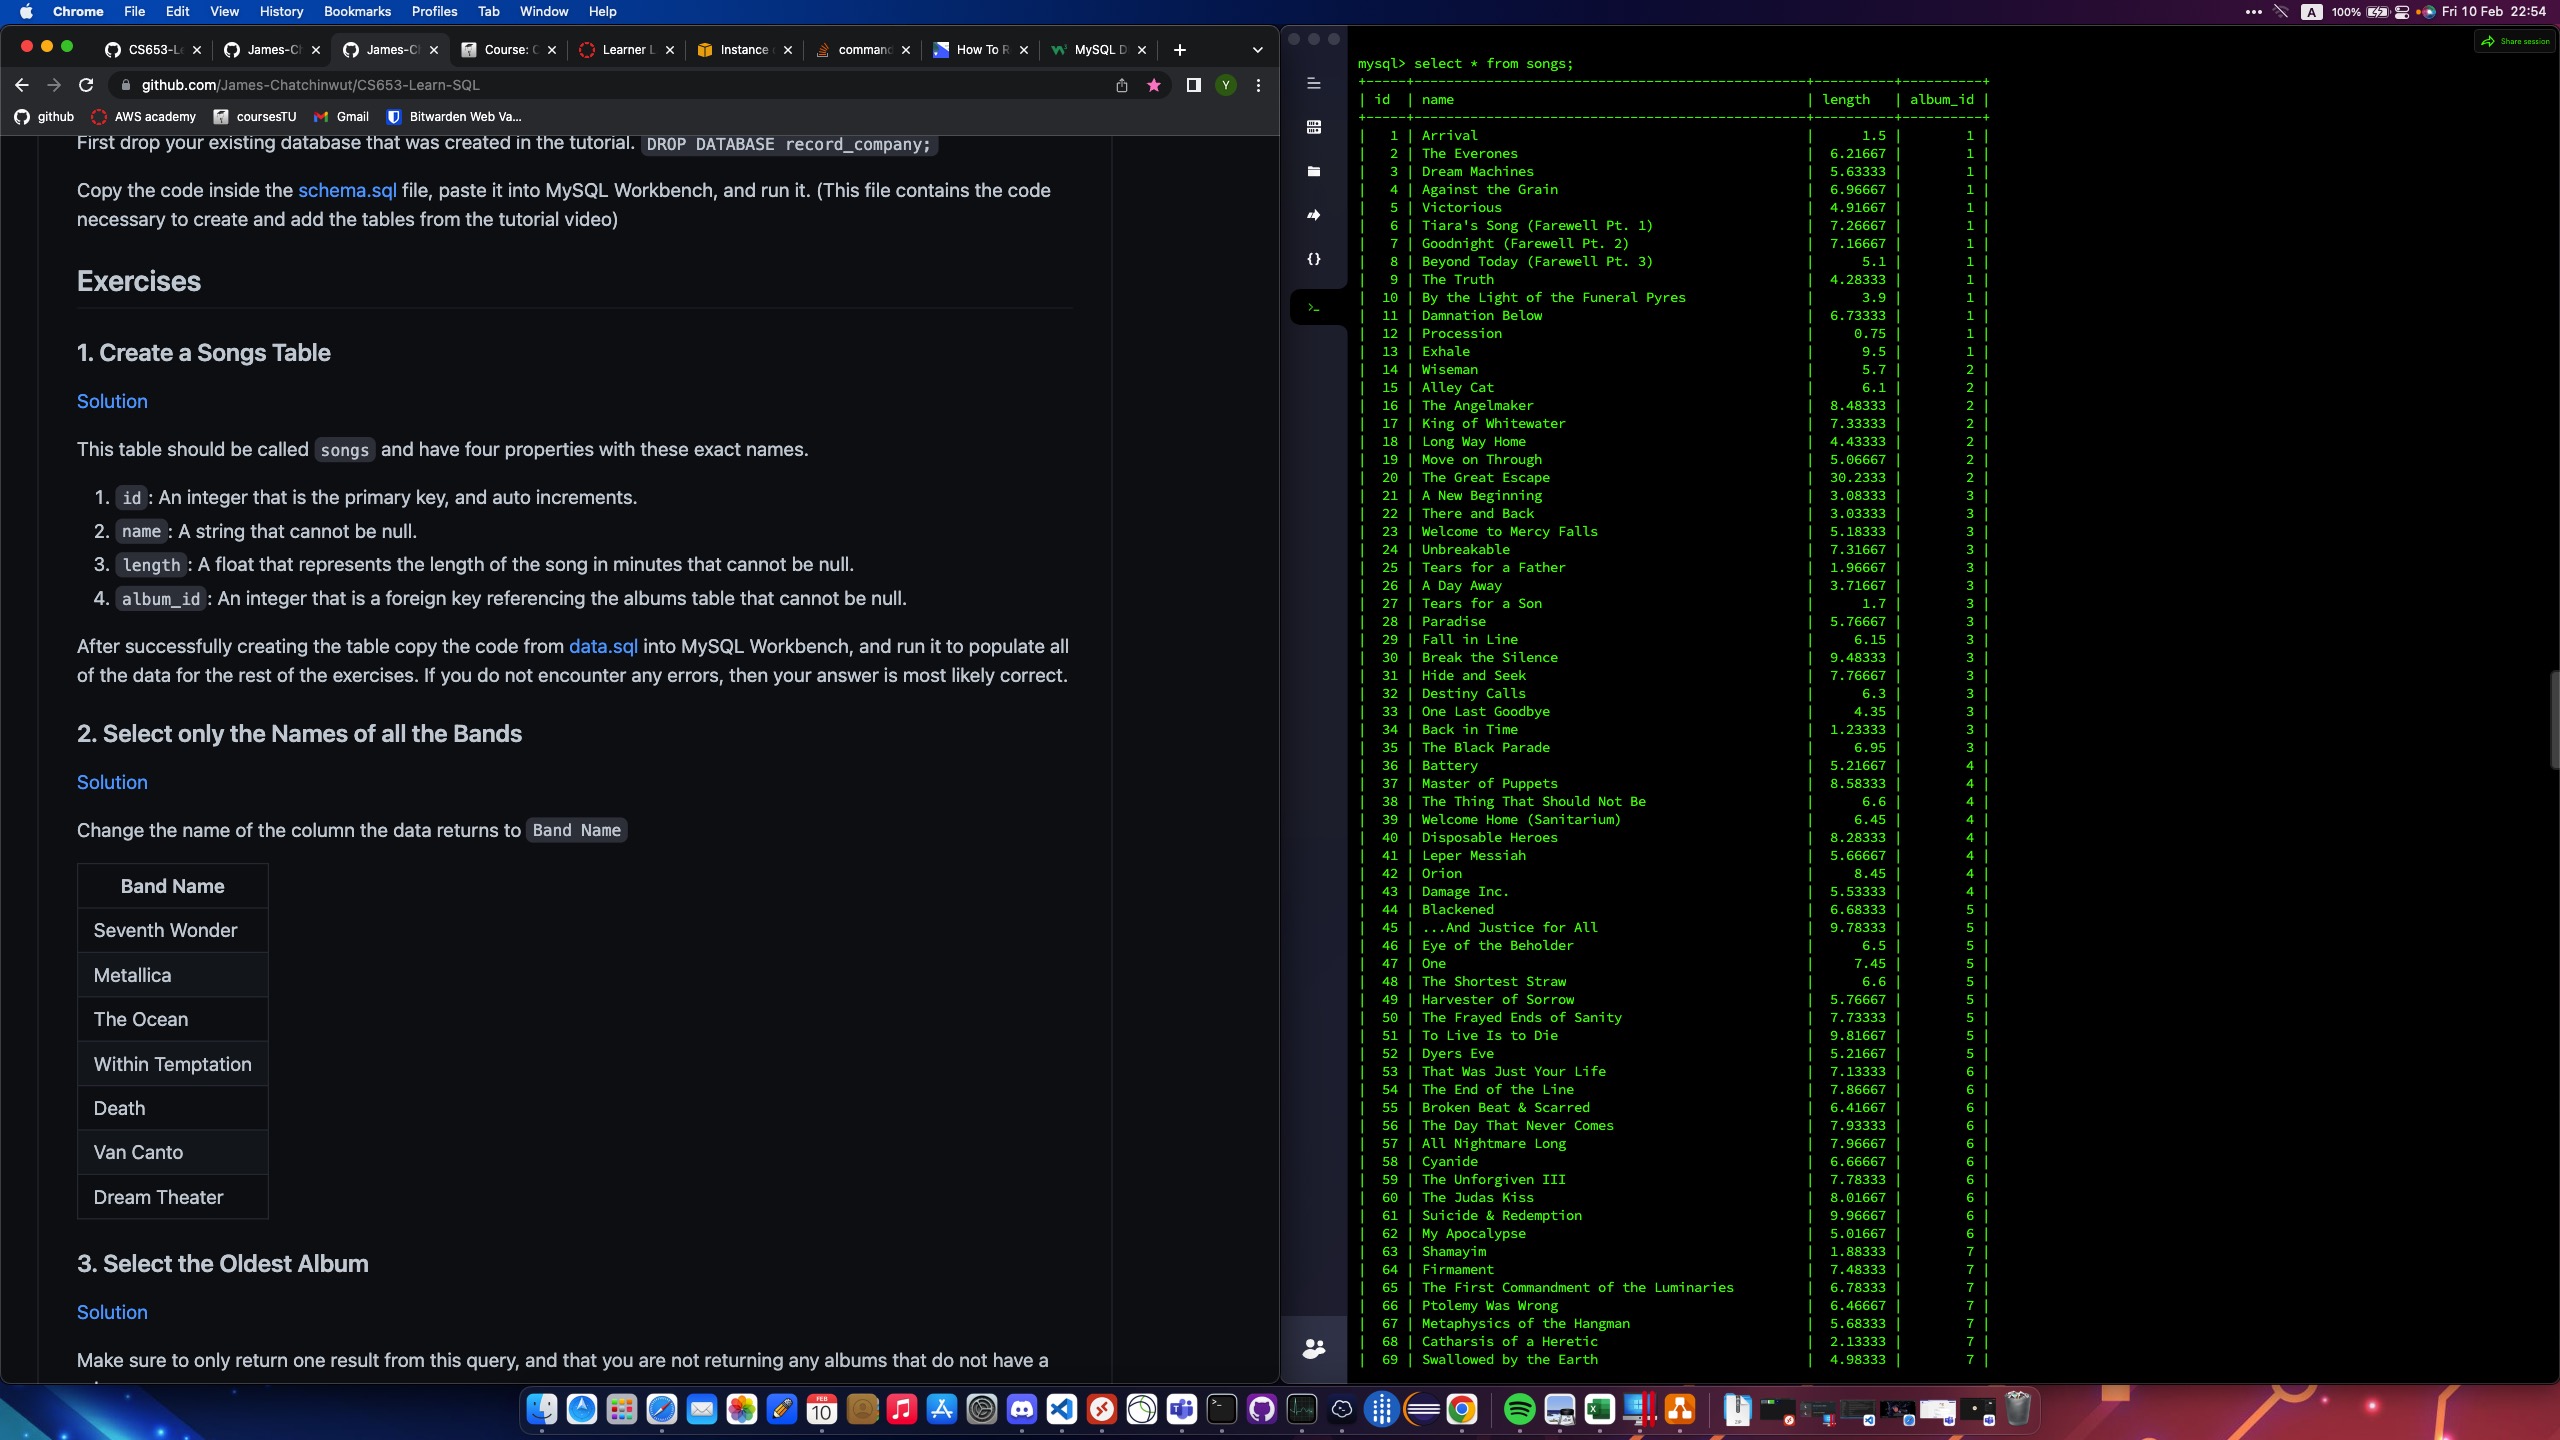 Chrome File Edit View History Bookmarks Profiles Tab Window Help
A 100% Fri 10 Feb 22:54
CS653-L
James-C
James-C
Course: C
Learner L
Instance
comman
How To R
MySQL D
github.com/James-Chatchinwut/CS653-Learn-SQL
Y
github AWS academy coursesTU Gmail Bitwarden Web Va...
First drop your existing database that was created in the tutorial. DROP DATABASE record_company;
Copy the code inside the schema.sql file, paste it into MySQL Workbench, and run it. (This file contains the code
necessary to create and add the tables from the tutorial video)
Exercises
1. Create a Songs Table
Solution
This table should be called songs and have four properties with these exact names.
1. id : An integer that is the primary key, and auto increments.
2. name : A string that cannot be null.
3. length : A float that represents the length of the song in minutes that cannot be null.
4. album_id : An integer that is a foreign key referencing the albums table that cannot be null.
After successfully creating the table copy the code from data.sql into MySQL Workbench, and run it to populate all
of the data for the rest of the exercises. If you do not encounter any errors, then your answer is most likely correct.
2. Select only the Names of all the Bands
Solution
Change the name of the column the data returns to Band Name
Band Name
Seventh Wonder
Metallica
The Ocean
Within Temptation
Death
Van Canto
Dream Theater
3. Select the Oldest Album
Solution
Make sure to only return one result from this query, and that you are not returning any albums that do not have a
Share session
mysql> select * from songs;
| id | name | length | album_id |
| 1 | Arrival | 1.5 | 1 |
| 2 | The Everones | 6.21667 | 1 |
| 3 | Dream Machines | 5.63333 | 1 |
| 4 | Against the Grain | 6.96667 | 1 |
| 5 | Victorious | 4.91667 | 1 |
| 6 | Tiara's Song (Farewell Pt. 1) | 7.26667 | 1 |
| 7 | Goodnight (Farewell Pt. 2) | 7.16667 | 1 |
| 8 | Beyond Today (Farewell Pt. 3) | 5.1 | 1 |
| 9 | The Truth | 4.28333 | 1 |
| 10 | By the Light of the Funeral Pyres | 3.9 | 1 |
| 11 | Damnation Below | 6.73333 | 1 |
| 12 | Procession | 0.75 | 1 |
| 13 | Exhale | 9.5 | 1 |
| 14 | Wiseman | 5.7 | 2 |
| 15 | Alley Cat | 6.1 | 2 |
| 16 | The Angelmaker | 8.48333 | 2 |
| 17 | King of Whitewater | 7.33333 | 2 |
| 18 | Long Way Home | 4.43333 | 2 |
| 19 | Move on Through | 5.06667 | 2 |
| 20 | The Great Escape | 30.2333 | 2 |
| 21 | A New Beginning | 3.08333 | 3 |
| 22 | There and Back | 3.03333 | 3 |
| 23 | Welcome to Mercy Falls | 5.18333 | 3 |
| 24 | Unbreakable | 7.31667 | 3 |
| 25 | Tears for a Father | 1.96667 | 3 |
| 26 | A Day Away | 3.71667 | 3 |
| 27 | Tears for a Son | 1.7 | 3 |
| 28 | Paradise | 5.76667 | 3 |
| 29 | Fall in Line | 6.15 | 3 |
| 30 | Break the Silence | 9.48333 | 3 |
| 31 | Hide and Seek | 7.76667 | 3 |
| 32 | Destiny Calls | 6.3 | 3 |
| 33 | One Last Goodbye | 4.35 | 3 |
| 34 | Back in Time | 1.23333 | 3 |
| 35 | The Black Parade | 6.95 | 3 |
| 36 | Battery | 5.21667 | 4 |
| 37 | Master of Puppets | 8.58333 | 4 |
| 38 | The Thing That Should Not Be | 6.6 | 4 |
| 39 | Welcome Home (Sanitarium) | 6.45 | 4 |
| 40 | Disposable Heroes | 8.28333 | 4 |
| 41 | Leper Messiah | 5.66667 | 4 |
| 42 | Orion | 8.45 | 4 |
| 43 | Damage Inc. | 5.53333 | 4 |
| 44 | Blackened | 6.68333 | 5 |
| 45 | ...And Justice for All | 9.78333 | 5 |
| 46 | Eye of the Beholder | 6.5 | 5 |
| 47 | One | 7.45 | 5 |
| 48 | The Shortest Straw | 6.6 | 5 |
| 49 | Harvester of Sorrow | 5.76667 | 5 |
| 50 | The Frayed Ends of Sanity | 7.73333 | 5 |
| 51 | To Live Is to Die | 9.81667 | 5 |
| 52 | Dyers Eve | 5.21667 | 5 |
| 53 | That Was Just Your Life | 7.13333 | 6 |
| 54 | The End of the Line | 7.86667 | 6 |
| 55 | Broken Beat & Scarred | 6.41667 | 6 |
| 56 | The Day That Never Comes | 7.93333 | 6 |
| 57 | All Nightmare Long | 7.96667 | 6 |
| 58 | Cyanide | 6.66667 | 6 |
| 59 | The Unforgiven III | 7.78333 | 6 |
| 60 | The Judas Kiss | 8.01667 | 6 |
| 61 | Suicide & Redemption | 9.96667 | 6 |
| 62 | My Apocalypse | 5.01667 | 6 |
| 63 | Shamayim | 1.88333 | 7 |
| 64 | Firmament | 7.48333 | 7 |
| 65 | The First Commandment of the Luminaries | 6.78333 | 7 |
| 66 | Ptolemy Was Wrong | 6.46667 | 7 |
| 67 | Metaphysics of the Hangman | 5.68333 | 7 |
| 68 | Catharsis of a Heretic | 2.13333 | 7 |
| 69 | Swallowed by the Earth | 4.98333 | 7 |
FEB
10